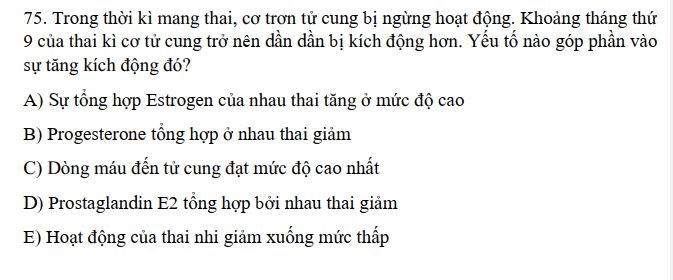 75. Trong thời kì mang thai, cơ trơn tử cung bị ngừng hoạt động. Khoảng tháng thứ
9 của thai kì cơ tử cung trở nên dần dần bị kích động hơn. Yếu tố nào góp phần vào
sự tăng kích động đó?
A) Sự tổng hợp Estrogen của nhau thai tăng ở mức độ cao
B) Progesterone tổng hợp ở nhau thai giảm
C) Dòng máu đến tử cung đạt mức độ cao nhất
D) Prostaglandin E2 tổng hợp bởi nhau thai giảm
E) Hoạt động của thai nhi giảm xuống mức thấp